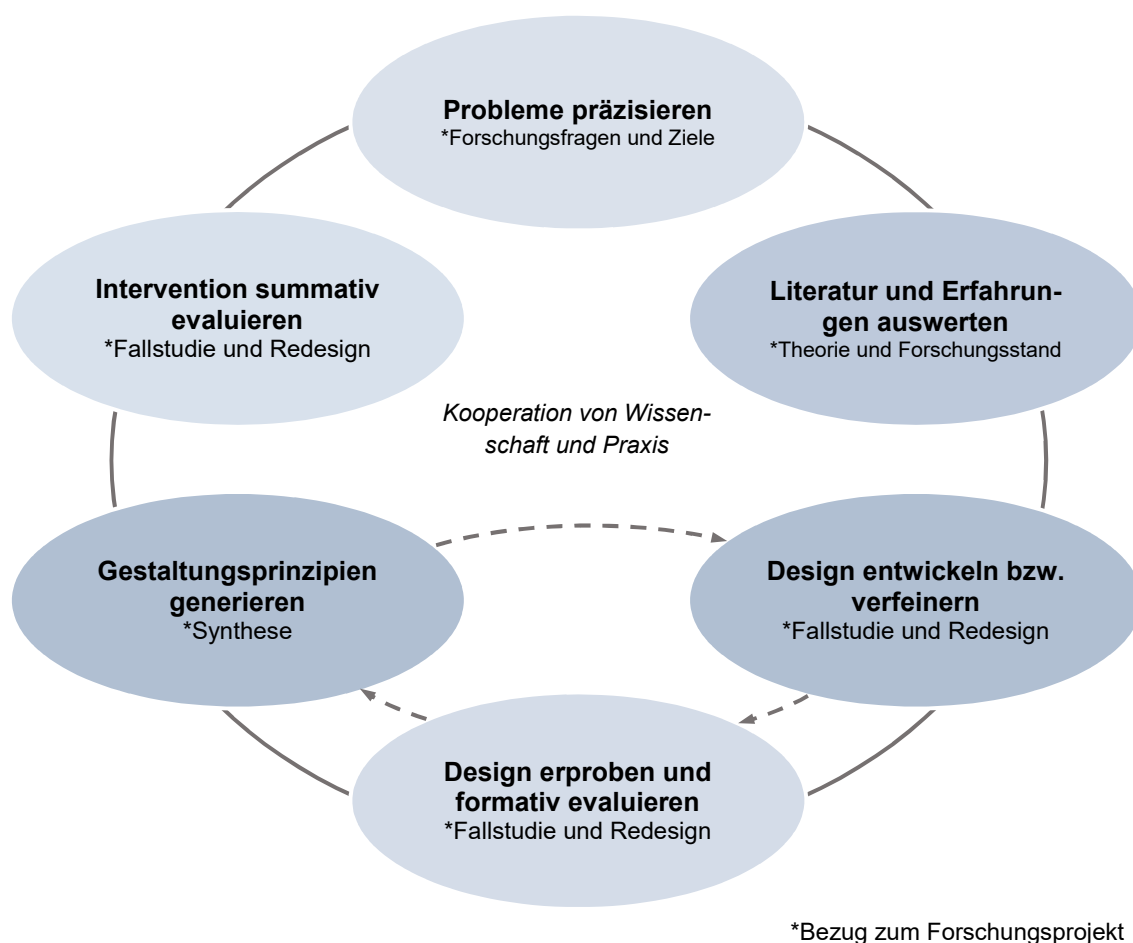 Probleme präzisieren
*Forschungsfragen und Ziele
Intervention summativ
evaluieren
*Fallstudie und Redesign
Literatur und Erfahrun-
gen auswerten
*Theorie und Forschungsstand
Kooperation von Wissen-
schaft und Praxis
Gestaltungsprinzipien
generieren
*Synthese
Design entwickeln bzw.
verfeinern
*Fallstudie und Redesign
Design erproben und
formativ evaluieren
*Fallstudie und Redesign
*Bezug zum Forschungsprojekt